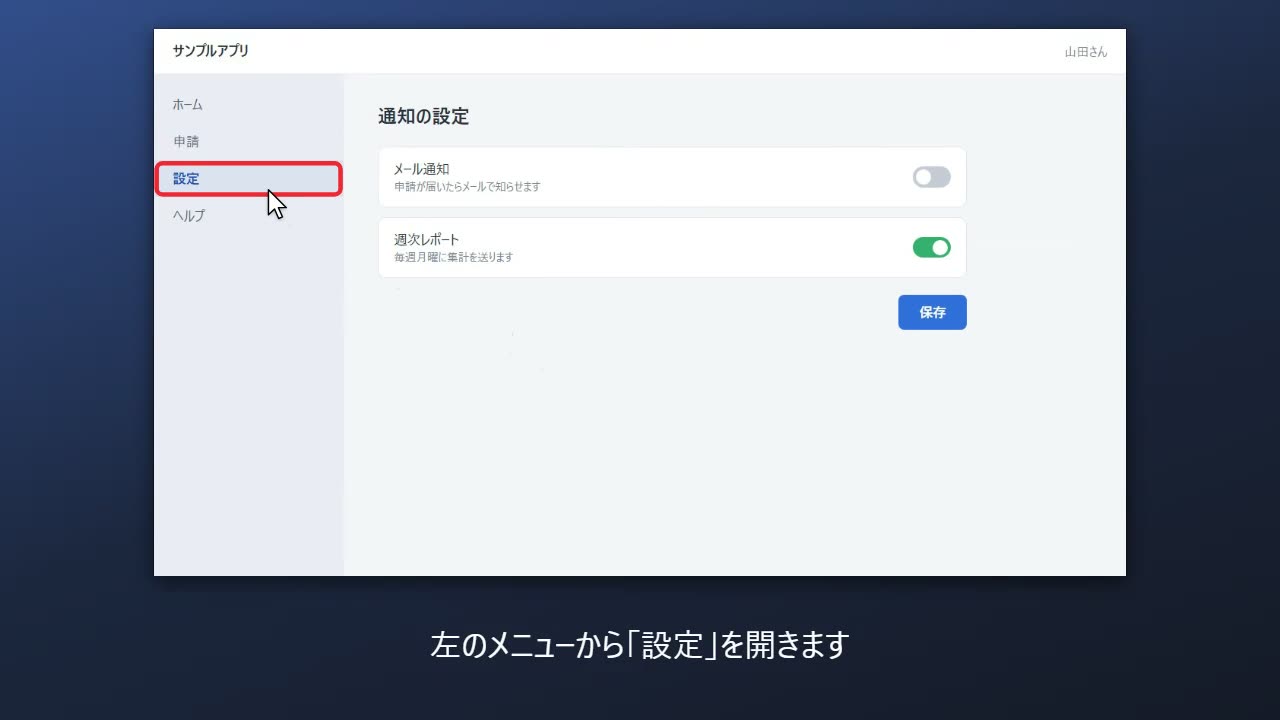 サンプルアプリ
山田さん
ホーム
申請
設定
ヘルプ
通知の設定
メール通知
申請が届いたらメールで知らせます
週次レポート
毎週月曜に集計を送ります
保存
左のメニューから「設定」を開きます